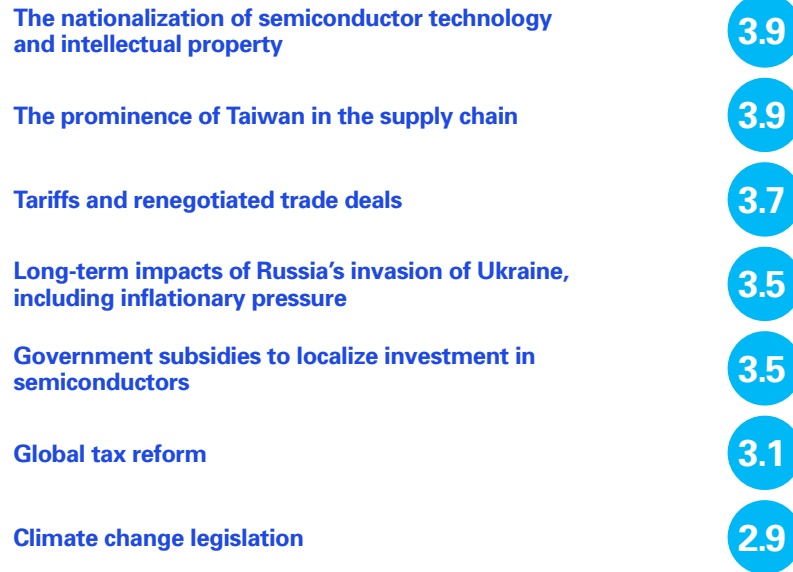 The nationalization of semiconductor technology
and intellectual property
3.9
The prominence of Taiwan in the supply chain
3.9
Tariffs and renegotiated trade deals
3.7
Long-term impacts of Russia’s invasion of Ukraine,
including inflationary pressure
3.5
Government subsidies to localize investment in
semiconductors
3.5
Global tax reform
3.1
Climate change legislation
2.9